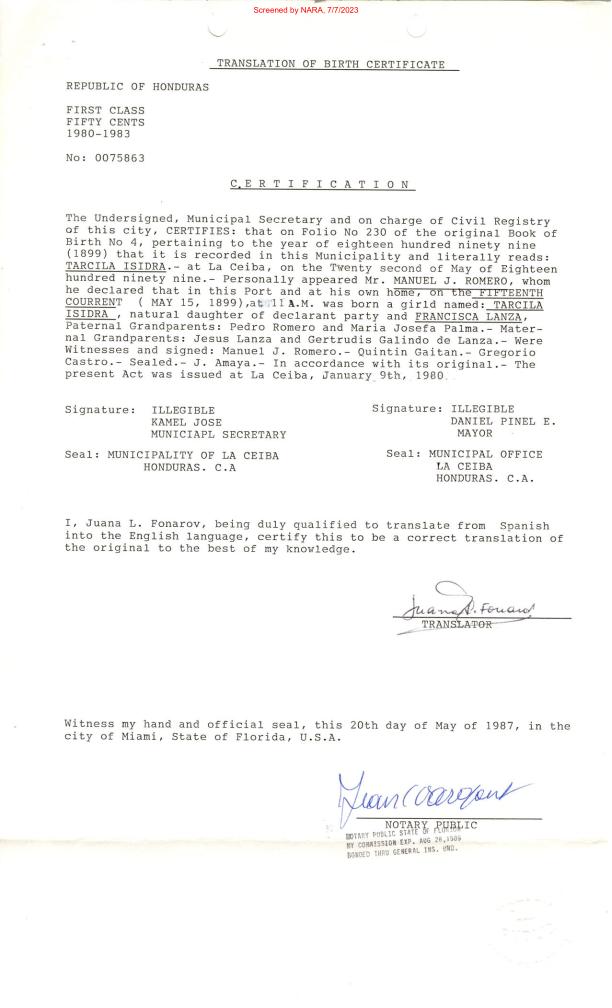 Screened by NARA, 7/7/2023
TRANSLATION OF BIRTH CERTIFICATE
REPUBLIC OF HONDURAS
FIRST CLASS
FIFTY CENTS
1980-1983
No: 0075863
C E R T I F I C A T I O N
The Undersigned, Municipal Secretary and on charge of Civil Registry
of this city, CERTIFIES: that on Folio No 230 of the original Book of
Birth No 4, pertaining to the year of eighteen hundred ninety nine
(1899) that it is recorded in this Municipality and literally reads:
TARCILA ISIDRA.- at La Ceiba, on the Twenty second of May of Eighteen
hundred ninety nine.- Personally appeared Mr. MANUEL J. ROMERO, whom
he declared that in this Port and at his own home, on the FIFTEENTH
COURRENT ( MAY 15, 1899),at 11 A.M. was born a girld named: TARCILA
ISIDRA , natural daughter of declarant party and FRANCISCA LANZA,
Paternal Grandparents: Pedro Romero and Maria Josefa Palma.- Mater-
nal Grandparents: Jesus Lanza and Gertrudis Galindo de Lanza.- Were
Witnesses and signed: Manuel J. Romero.- Quintin Gaitan.- Gregorio
Castro.- Sealed.- J. Amaya.- In accordance with its original.- The
present Act was issued at La Ceiba, January 9th, 1980.
Signature: ILLEGIBLE
KAMEL JOSE
MUNICIAPL SECRETARY
Seal: MUNICIPALITY OF LA CEIBA
HONDURAS. C.A
Signature: ILLEGIBLE
DANIEL PINEL E.
MAYOR
Seal: MUNICIPAL OFFICE
LA CEIBA
HONDURAS. C.A.
I, Juana L. Fonarov, being duly qualified to translate from Spanish
into the English language, certify this to be a correct translation of
the original to the best of my knowledge.
TRANSLATOR
Witness my hand and official seal, this 20th day of May of 1987, in the
city of Miami, State of Florida, U.S.A.
NOTARY PUBLIC
NOTARY PUBLIC STATE OF FLORIDA
MY COMMISSION EXP. AUG 26,1989
BONDED THRU GENERAL INS. UND.